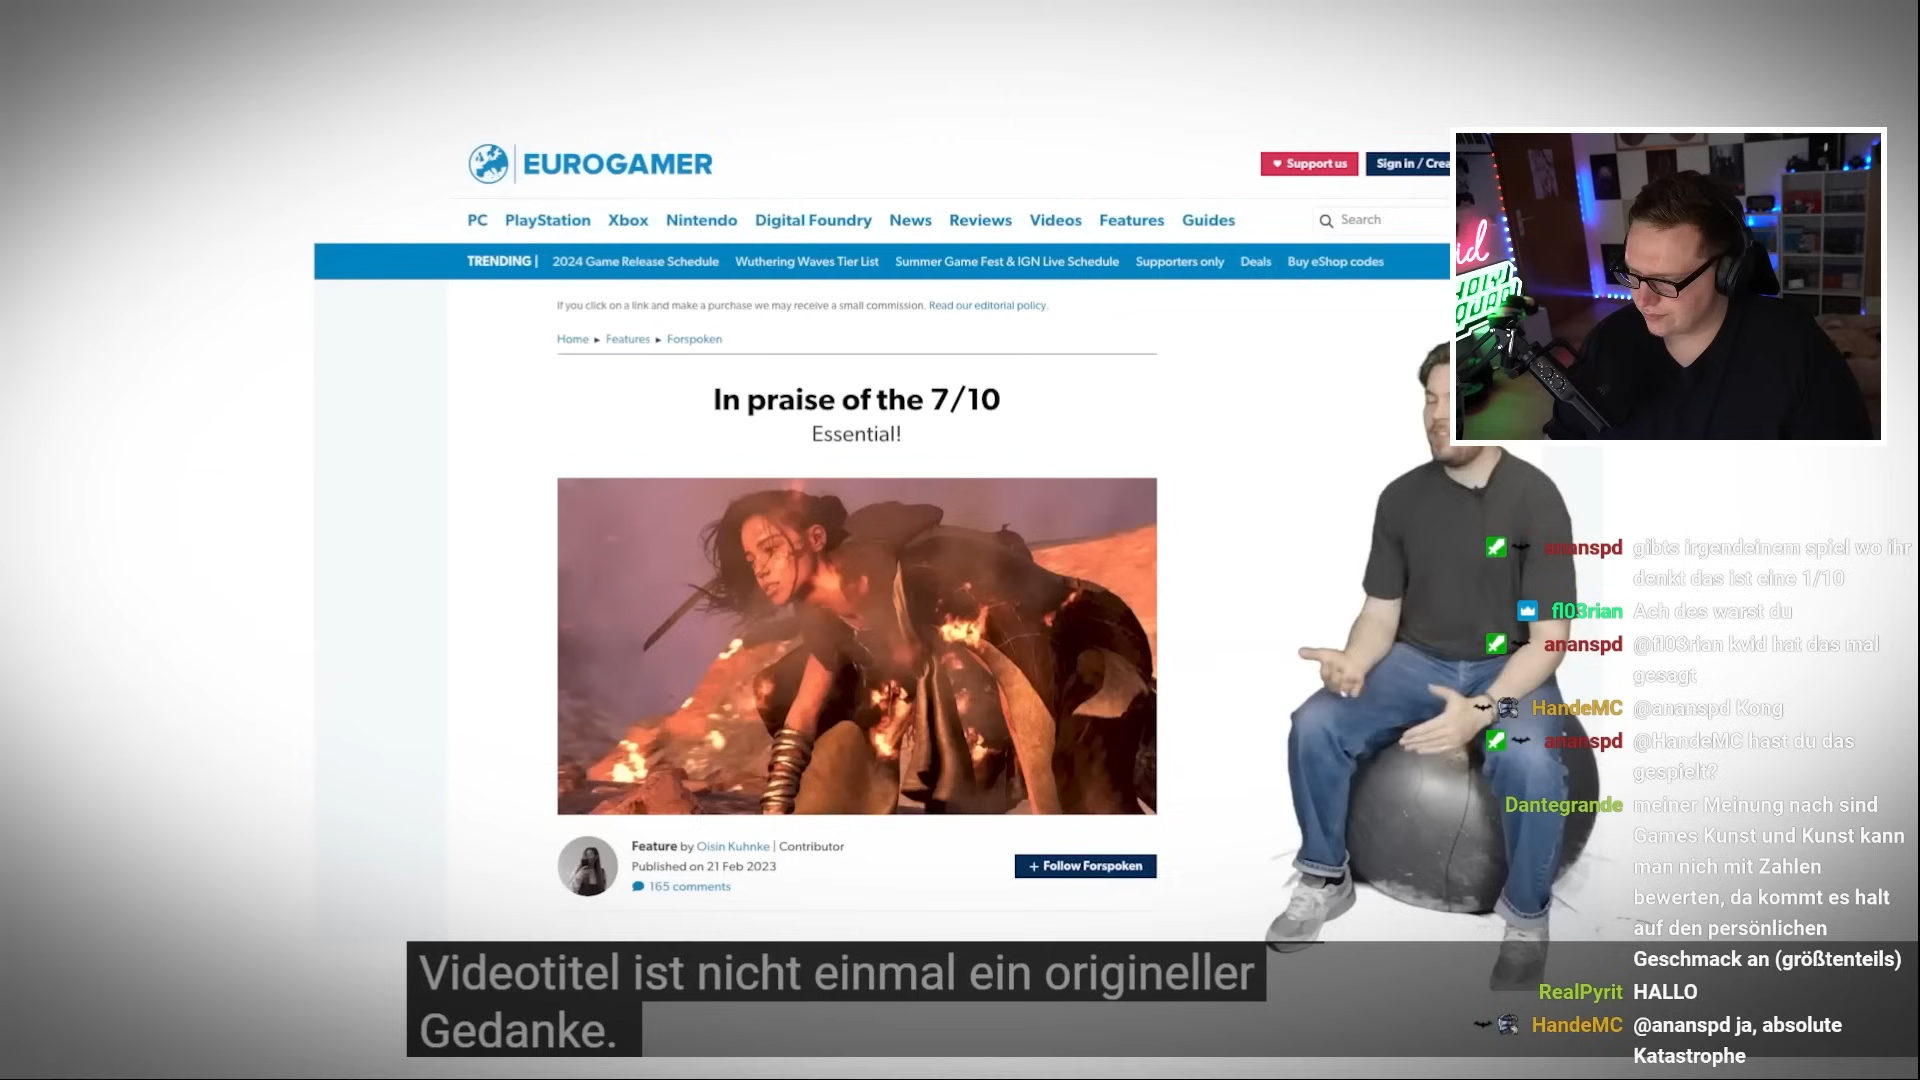 EUROGAMER
Support us
Sign in / Crea
PC PlayStation Xbox Nintendo Digital Foundry News Reviews Videos Features Guides
Search
TRENDING | 2024 Game Release Schedule Wuthering Waves Tier List Summer Game Fest & IGN Live Schedule Supporters only Deals Buy eShop codes
If you click on a link and make a purchase we may receive a small commission. Read our editorial policy.
Home ▸ Features ▸ Forspoken
In praise of the 7/10
Essential!
Feature by Oisin Kuhnke | Contributor
Published on 21 Feb 2023
165 comments
+ Follow Forspoken
Videotitel ist nicht einmal ein origineller
Gedanke.
ananspd gibts irgendeinem spiel wo ihr
denkt das ist eine 1/10
fl03rian Ach des warst du
ananspd @fl03rian kvid hat das mal
gesagt
HandeMC @ananspd Kong
ananspd @HandeMC hast du das
gespielt?
Dantegrande meiner Meinung nach sind
Games Kunst und Kunst kann
man nich mit Zahlen
bewerten, da kommt es halt
auf den persönlichen
Geschmack an (größtenteils)
RealPyrit HALLO
HandeMC @ananspd ja, absolute
Katastrophe